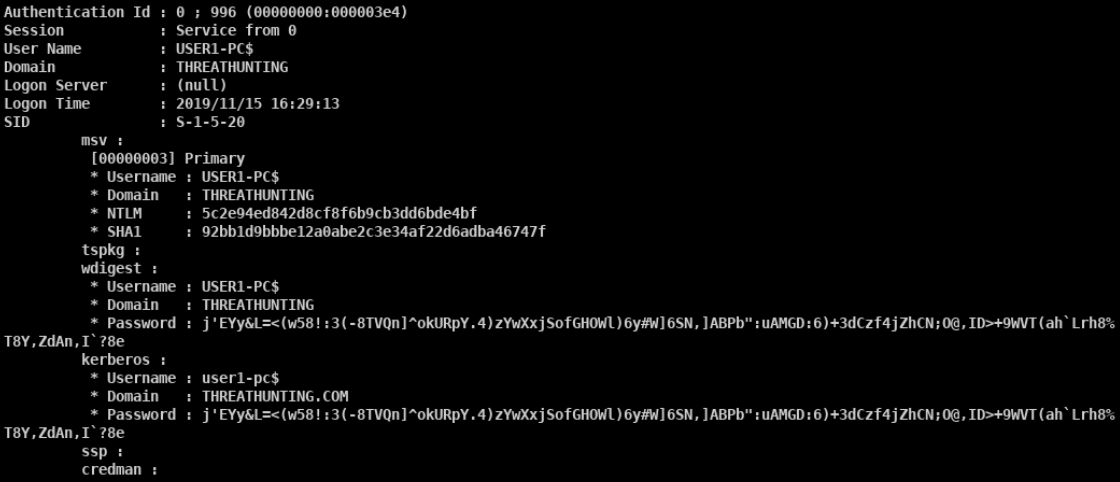 Authentication Id : 0 ; 996 (00000000:000003e4)
Session           : Service from 0
User Name         : USER1-PC$
Domain            : THREATHUNTING
Logon Server      : (null)
Logon Time        : 2019/11/15 16:29:13
SID               : S-1-5-20
msv :
[00000003] Primary
* Username : USER1-PC$
* Domain   : THREATHUNTING
* NTLM     : 5c2e94ed842d8cf8f6b9cb3dd6bde4bf
* SHA1     : 92bb1d9bbbe12a0abe2c3e34af22d6adba46747f
tspkg :
wdigest :
* Username : USER1-PC$
* Domain   : THREATHUNTING
* Password : j'EYy&L=<(w58!:3(-8TVQn]^okURpY.4)zYwXxjSofGHOWl)6y#W]6SN,]ABPb":uAMGD:6)+3dCzf4jZhCN;O@,ID>+9WVT(ah`Lrh8%
T8Y,ZdAn,I`?8e
kerberos :
* Username : user1-pc$
* Domain   : THREATHUNTING.COM
* Password : j'EYy&L=<(w58!:3(-8TVQn]^okURpY.4)zYwXxjSofGHOWl)6y#W]6SN,]ABPb":uAMGD:6)+3dCzf4jZhCN;O@,ID>+9WVT(ah`Lrh8%
T8Y,ZdAn,I`?8e
ssp :
credman :